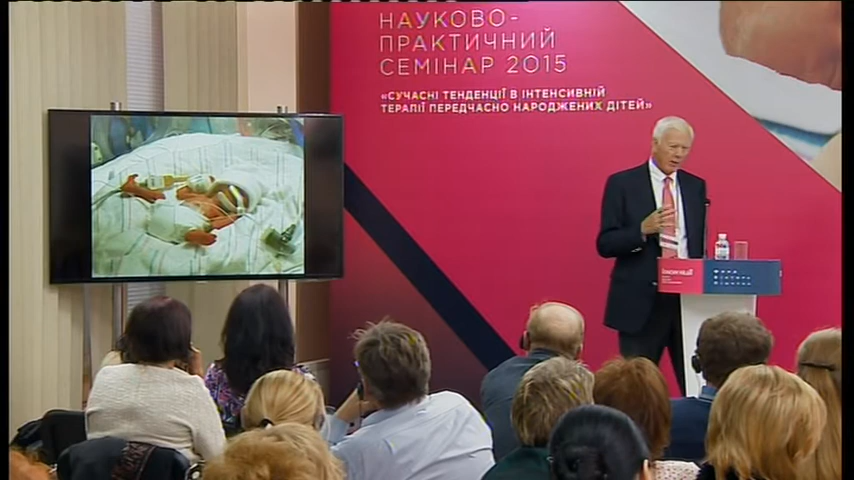 НАУКОВО-
ПРАКТИЧНИЙ
СЕМІНАР 2015
«СУЧАСНІ ТЕНДЕНЦІЇ В ІНТЕНСИВНІЙ
ТЕРАПІЇ ПЕРЕДЧАСНО НАРОДЖЕНИХ ДІТЕЙ»